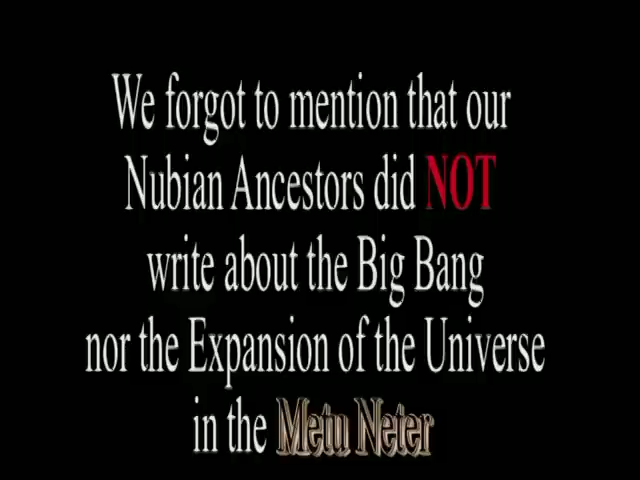 We forgot to mention that our
Nubian Ancestors did NOT
write about the Big Bang
nor the Expansion of the Universe
in the Metu Neter